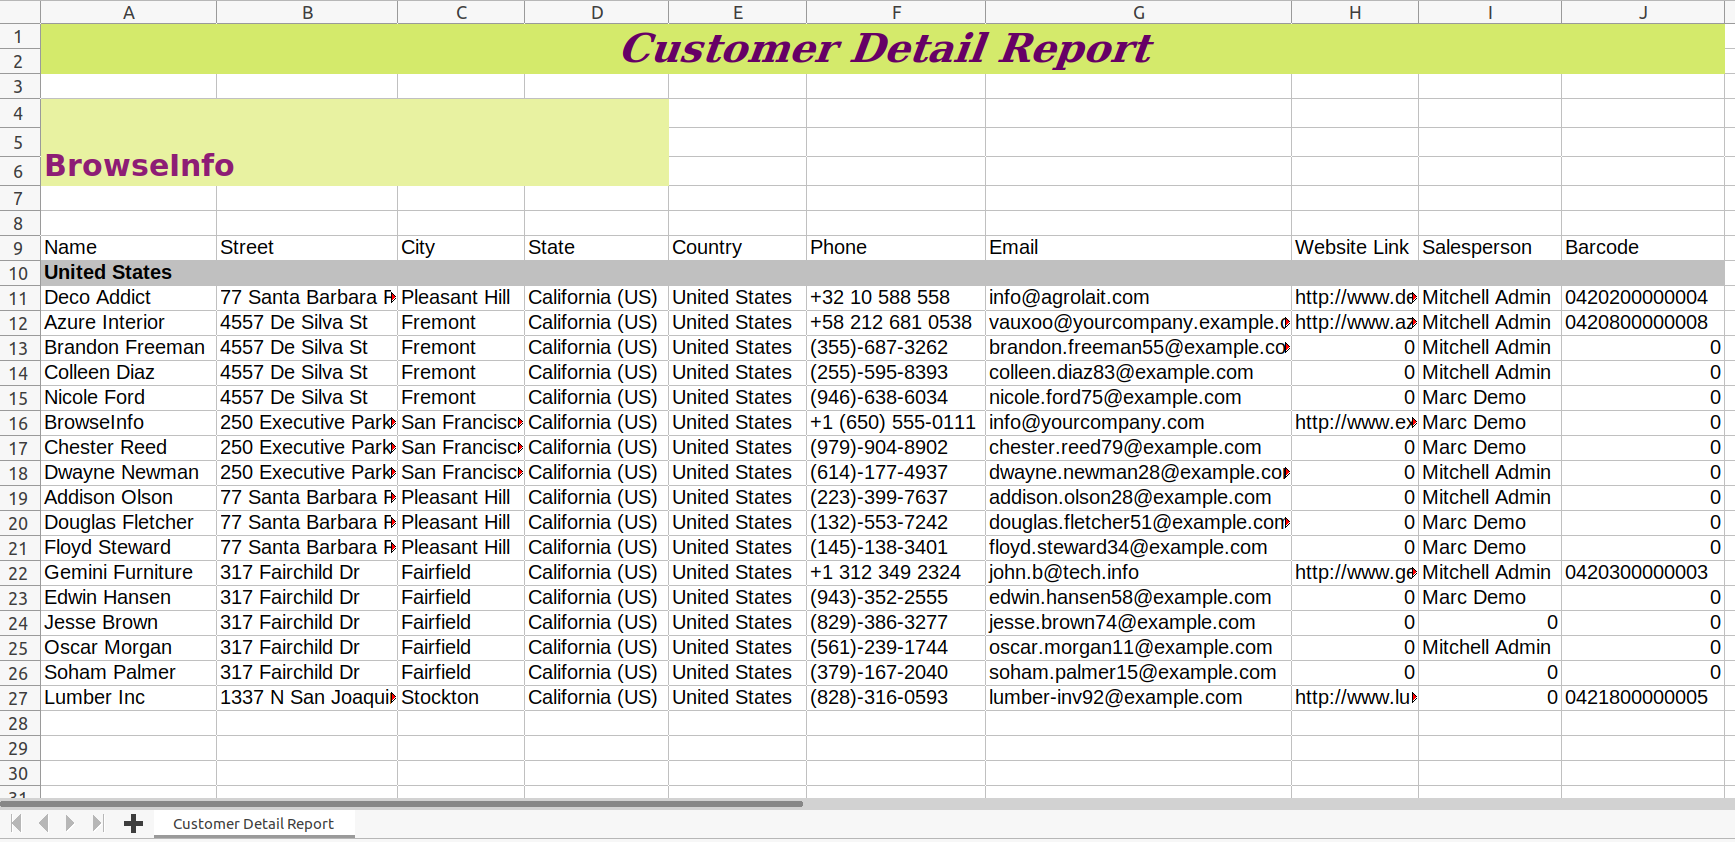 A B C D E F G H I J
1 Customer Detail Report
2
3
4
5
6 BrowseInfo
7
8
9 Name Street City State Country Phone Email Website Link Salesperson Barcode
10 United States
11 Deco Addict 77 Santa Barbara Pleasant Hill California (US) United States +32 10 588 558 info@agrolait.com http://www.de Mitchell Admin 0420200000004
12 Azure Interior 4557 De Silva St Fremont California (US) United States +58 212 681 0538 vauxoo@yourcompany.example. http://www.az Mitchell Admin 0420800000008
13 Brandon Freeman 4557 De Silva St Fremont California (US) United States (355)-687-3262 brandon.freeman55@example.co 0 Mitchell Admin 0
14 Colleen Diaz 4557 De Silva St Fremont California (US) United States (255)-595-8393 colleen.diaz83@example.com 0 Mitchell Admin 0
15 Nicole Ford 4557 De Silva St Fremont California (US) United States (946)-638-6034 nicole.ford75@example.com 0 Marc Demo 0
16 BrowseInfo 250 Executive Park San Francisc California (US) United States +1 (650) 555-0111 info@yourcompany.com http://www.ex Marc Demo 0
17 Chester Reed 250 Executive Park San Francisc California (US) United States (979)-904-8902 chester.reed79@example.com 0 Marc Demo 0
18 Dwayne Newman 250 Executive Park San Francisc California (US) United States (614)-177-4937 dwayne.newman28@example.co 0 Mitchell Admin 0
19 Addison Olson 77 Santa Barbara Pleasant Hill California (US) United States (223)-399-7637 addison.olson28@example.com 0 Mitchell Admin 0
20 Douglas Fletcher 77 Santa Barbara Pleasant Hill California (US) United States (132)-553-7242 douglas.fletcher51@example.com 0 Marc Demo 0
21 Floyd Steward 77 Santa Barbara Pleasant Hill California (US) United States (145)-138-3401 floyd.steward34@example.com 0 Marc Demo 0
22 Gemini Furniture 317 Fairchild Dr Fairfield California (US) United States +1 312 349 2324 john.b@tech.info http://www.ge Mitchell Admin 0420300000003
23 Edwin Hansen 317 Fairchild Dr Fairfield California (US) United States (943)-352-2555 edwin.hansen58@example.com 0 Marc Demo 0
24 Jesse Brown 317 Fairchild Dr Fairfield California (US) United States (829)-386-3277 jesse.brown74@example.com 0 0 0
25 Oscar Morgan 317 Fairchild Dr Fairfield California (US) United States (561)-239-1744 oscar.morgan11@example.com 0 Mitchell Admin 0
26 Soham Palmer 317 Fairchild Dr Fairfield California (US) United States (379)-167-2040 soham.palmer15@example.com 0 0 0
27 Lumber Inc 1337 N San Joaqui Stockton California (US) United States (828)-316-0593 lumber-inv92@example.com http://www.lu 0 0421800000005
28
29
30
31
Customer Detail Report